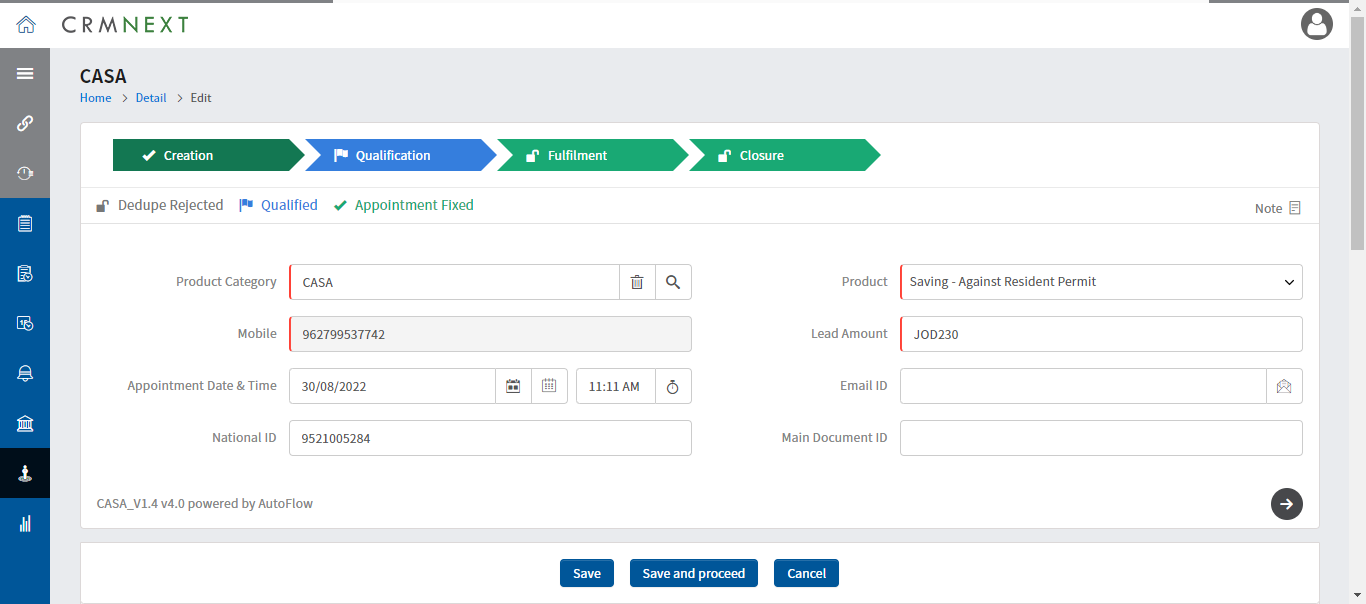 CRMNEXT
CASA
Home > Detail > Edit
Creation Qualification Fulfilment Closure
Dedupe Rejected Qualified Appointment Fixed Note
Product Category CASA Product Saving - Against Resident Permit
Mobile 962799537742 Lead Amount JOD230
Appointment Date & Time 30/08/2022 11:11 AM Email ID
National ID 9521005284 Main Document ID
CASA_V1.4 v4.0 powered by AutoFlow
Save Save and proceed Cancel